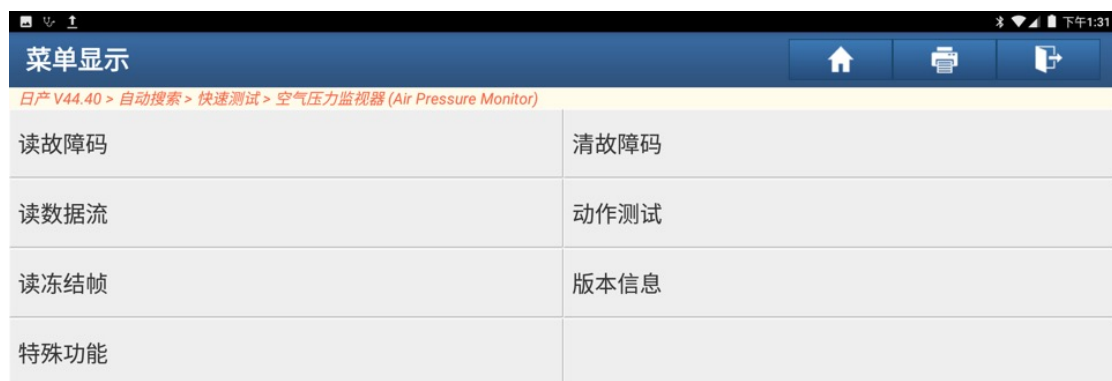 下午1:31
菜单显示
日产 V44.40 > 自动搜索 > 快速测试 > 空气压力监视器 (Air Pressure Monitor)
读故障码 清故障码
读数据流 动作测试
读冻结帧 版本信息
特殊功能